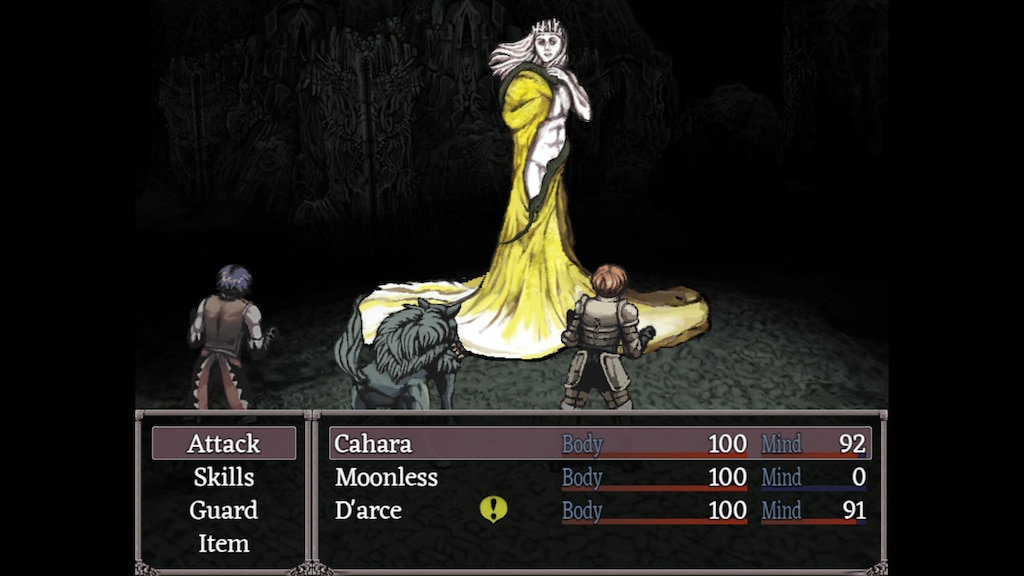 Attack
Skills
Guard
Item
Cahara Body 100 Mind 92
Moonless Body 100 Mind 0
D'arce ! Body 100 Mind 91